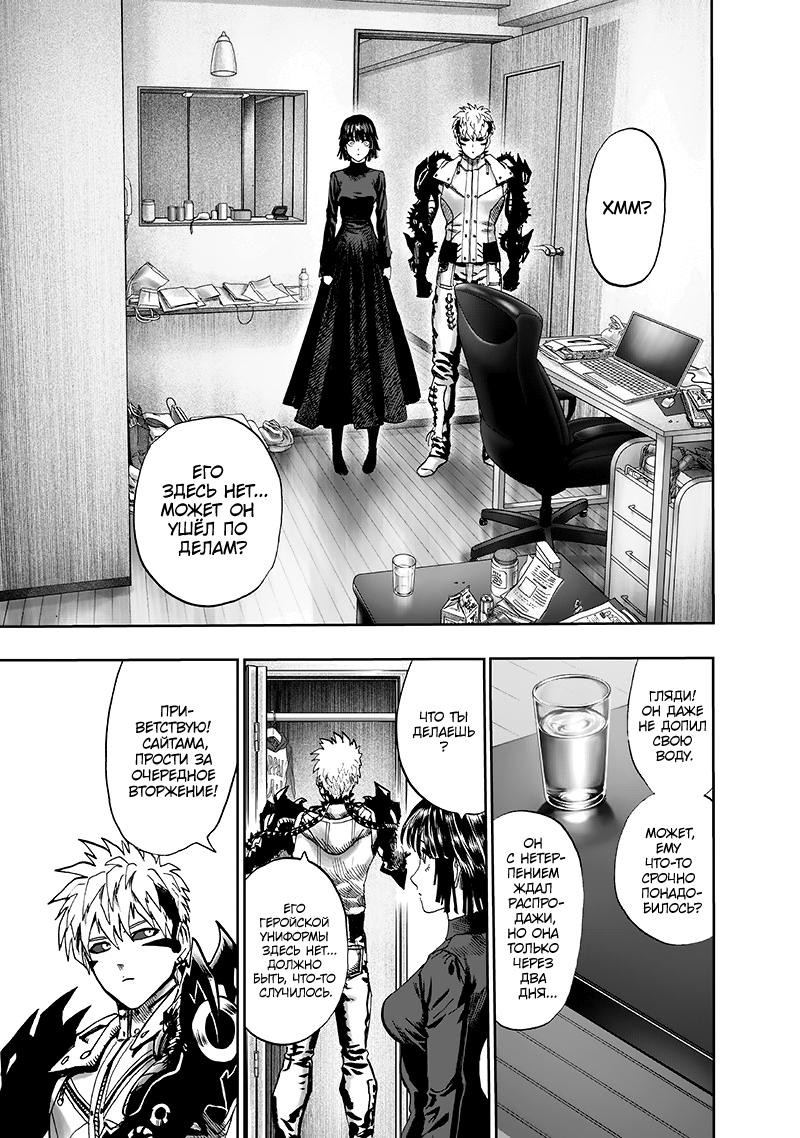 ХММ?
ЕГО
ЗДЕСЬ НЕТ...
МОЖЕТ ОН
УШЁЛ ПО
ДЕЛАМ?
ГЛЯДИ!
ОН ДАЖЕ
НЕ ДОПИЛ
СВОЮ
ВОДУ.
МОЖЕТ,
ЕМУ
ЧТО-ТО
СРОЧНО
ПОНАДО-
БИЛОСЬ?
ОН
С НЕТЕР-
ПЕНИЕМ
ЖДАЛ
РАСПРО-
ДАЖИ,
НО ОНА
ТОЛЬКО
ЧЕРЕЗ
ДВА
ДНЯ...
ЧТО ТЫ
ДЕЛАЕШЬ
?
ЕГО
ГЕРОЙСКОЙ
УНИФОРМЫ
ЗДЕСЬ НЕТ...
ДОЛЖНО
БЫТЬ, ЧТО-ТО
СЛУЧИЛОСЬ.
ПРИ-
ВЕТСТВУЮ!
САЙТАМА,
ПРОСТИ ЗА
ОЧЕРЕДНОЕ
ВТОРЖЕНИЕ!